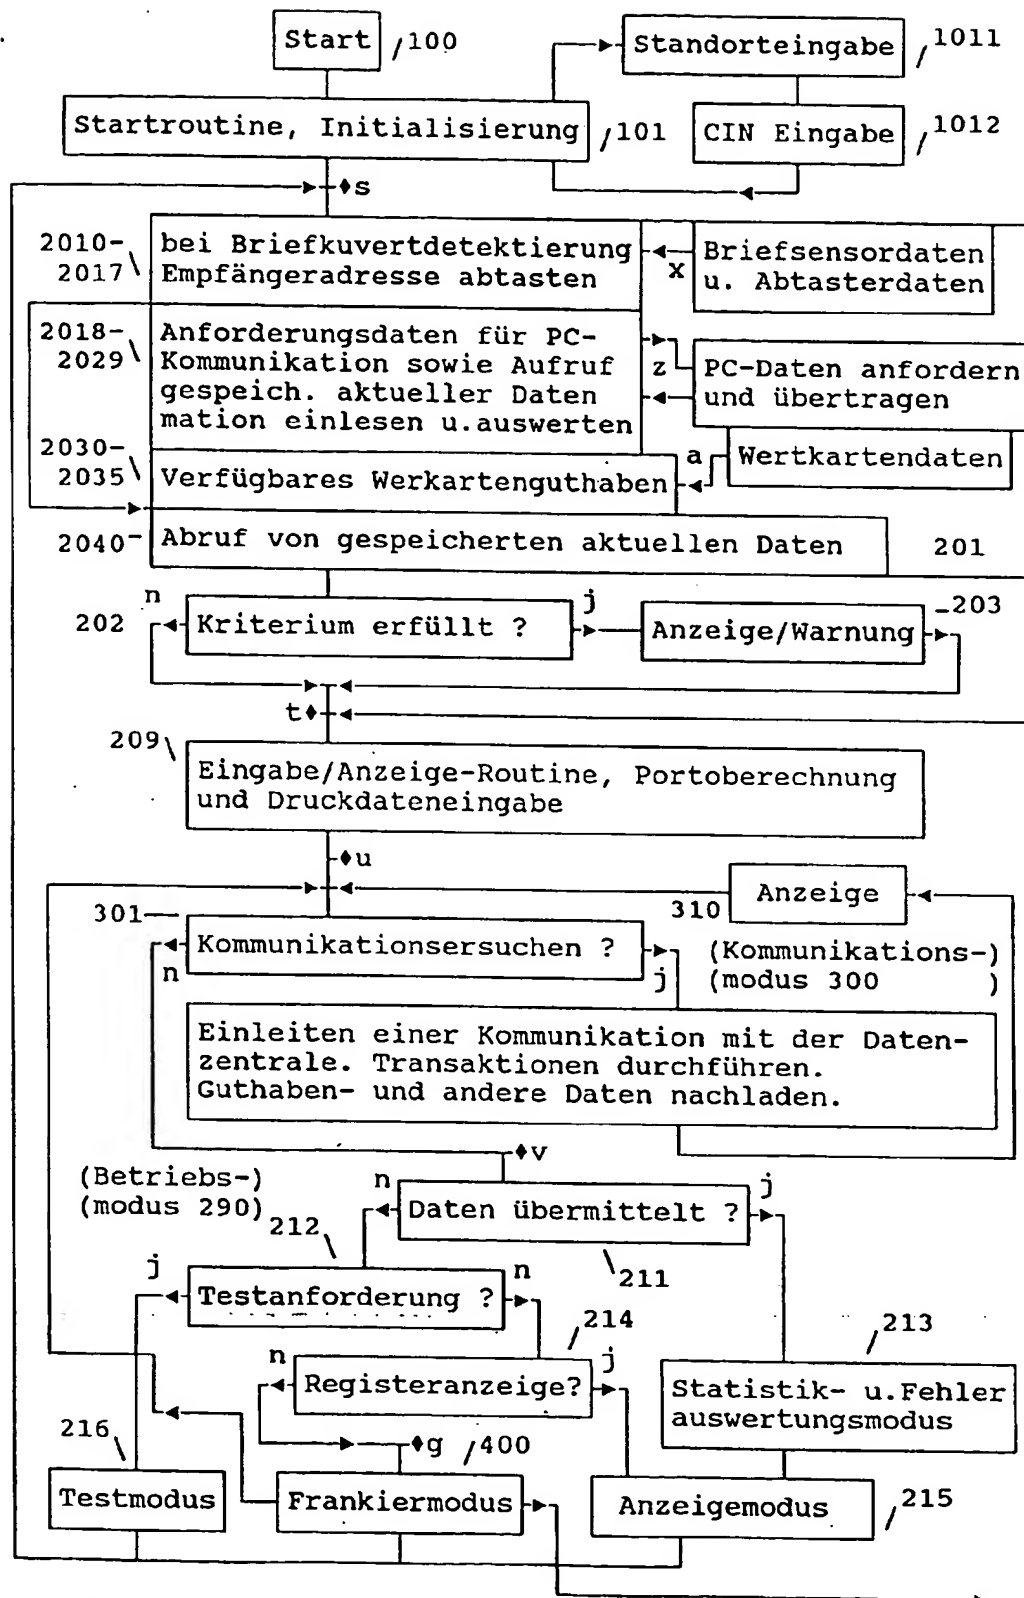 Start
/100
Standorteingabe
/1011
Startroutine, Initialisierung
/101
CIN Eingabe
/1012
♦s
2010-
2017\
bei Briefkuvertdetektierung
Empfängeradresse abtasten
x
Briefsensordaten
u. Abtasterdaten
2018-
2029\
Anforderungsdaten für PC-
Kommunikation sowie Aufruf
gespeich. aktueller Daten
mation einlesen u.auswerten
z
PC-Daten anfordern
und übertragen
2030-
2035\
Verfügbares Werkartenguthaben
a
Wertkartendaten
2040-
Abruf von gespeicherten aktuellen Daten
201
n
202
Kriterium erfüllt ?
j
Anzeige/Warnung
-203
t♦
209\
Eingabe/Anzeige-Routine, Portoberechnung
und Druckdateneingabe
♦u
Anzeige
310
301—
Kommunikationsersuchen ?
n
j
(Kommunikations-)
(modus 300 )
Einleiten einer Kommunikation mit der Daten-
zentrale. Transaktionen durchführen.
Guthaben- und andere Daten nachladen.
♦v
(Betriebs-)
(modus 290)
n
Daten übermittelt ?
j
\211
212\
j
Testanforderung ?
n
/214
/213
n
Registeranzeige?
j
Statistik- u.Fehler
auswertungsmodus
216\
♦g
/400
Testmodus
Frankiermodus
Anzeigemodus
/215